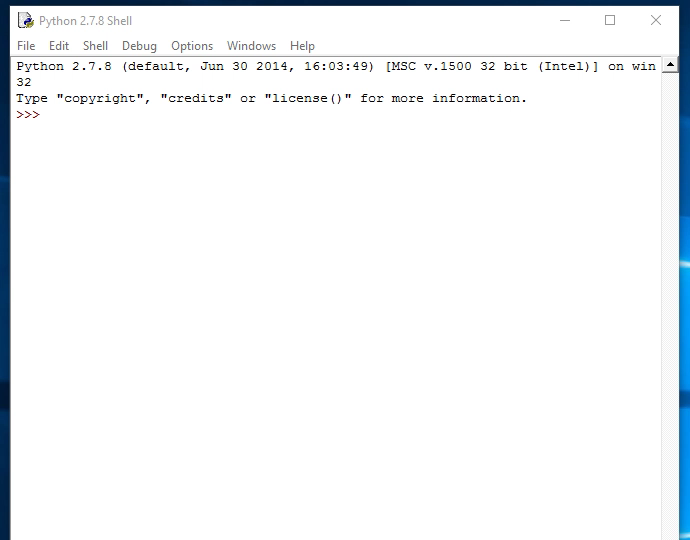 Python 2.7.8 Shell
File Edit Shell Debug Options Windows Help
Python 2.7.8 (default, Jun 30 2014, 16:03:49) [MSC v.1500 32 bit (Intel)] on win
32
Type "copyright", "credits" or "license()" for more information.
>>>